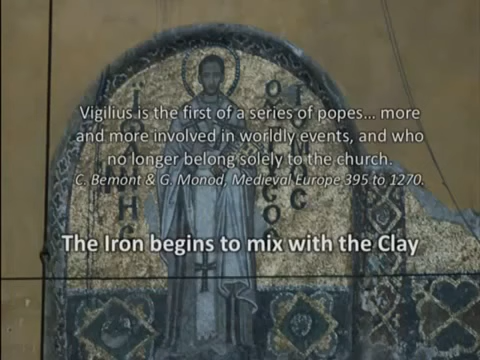 Vigilius is the first of a series of popes... more
and more involved in worldly events, and who
no longer belong solely to the church.
C. Bemont & G. Monod, Medieval Europe 395 to 1270.
The Iron begins to mix with the Clay